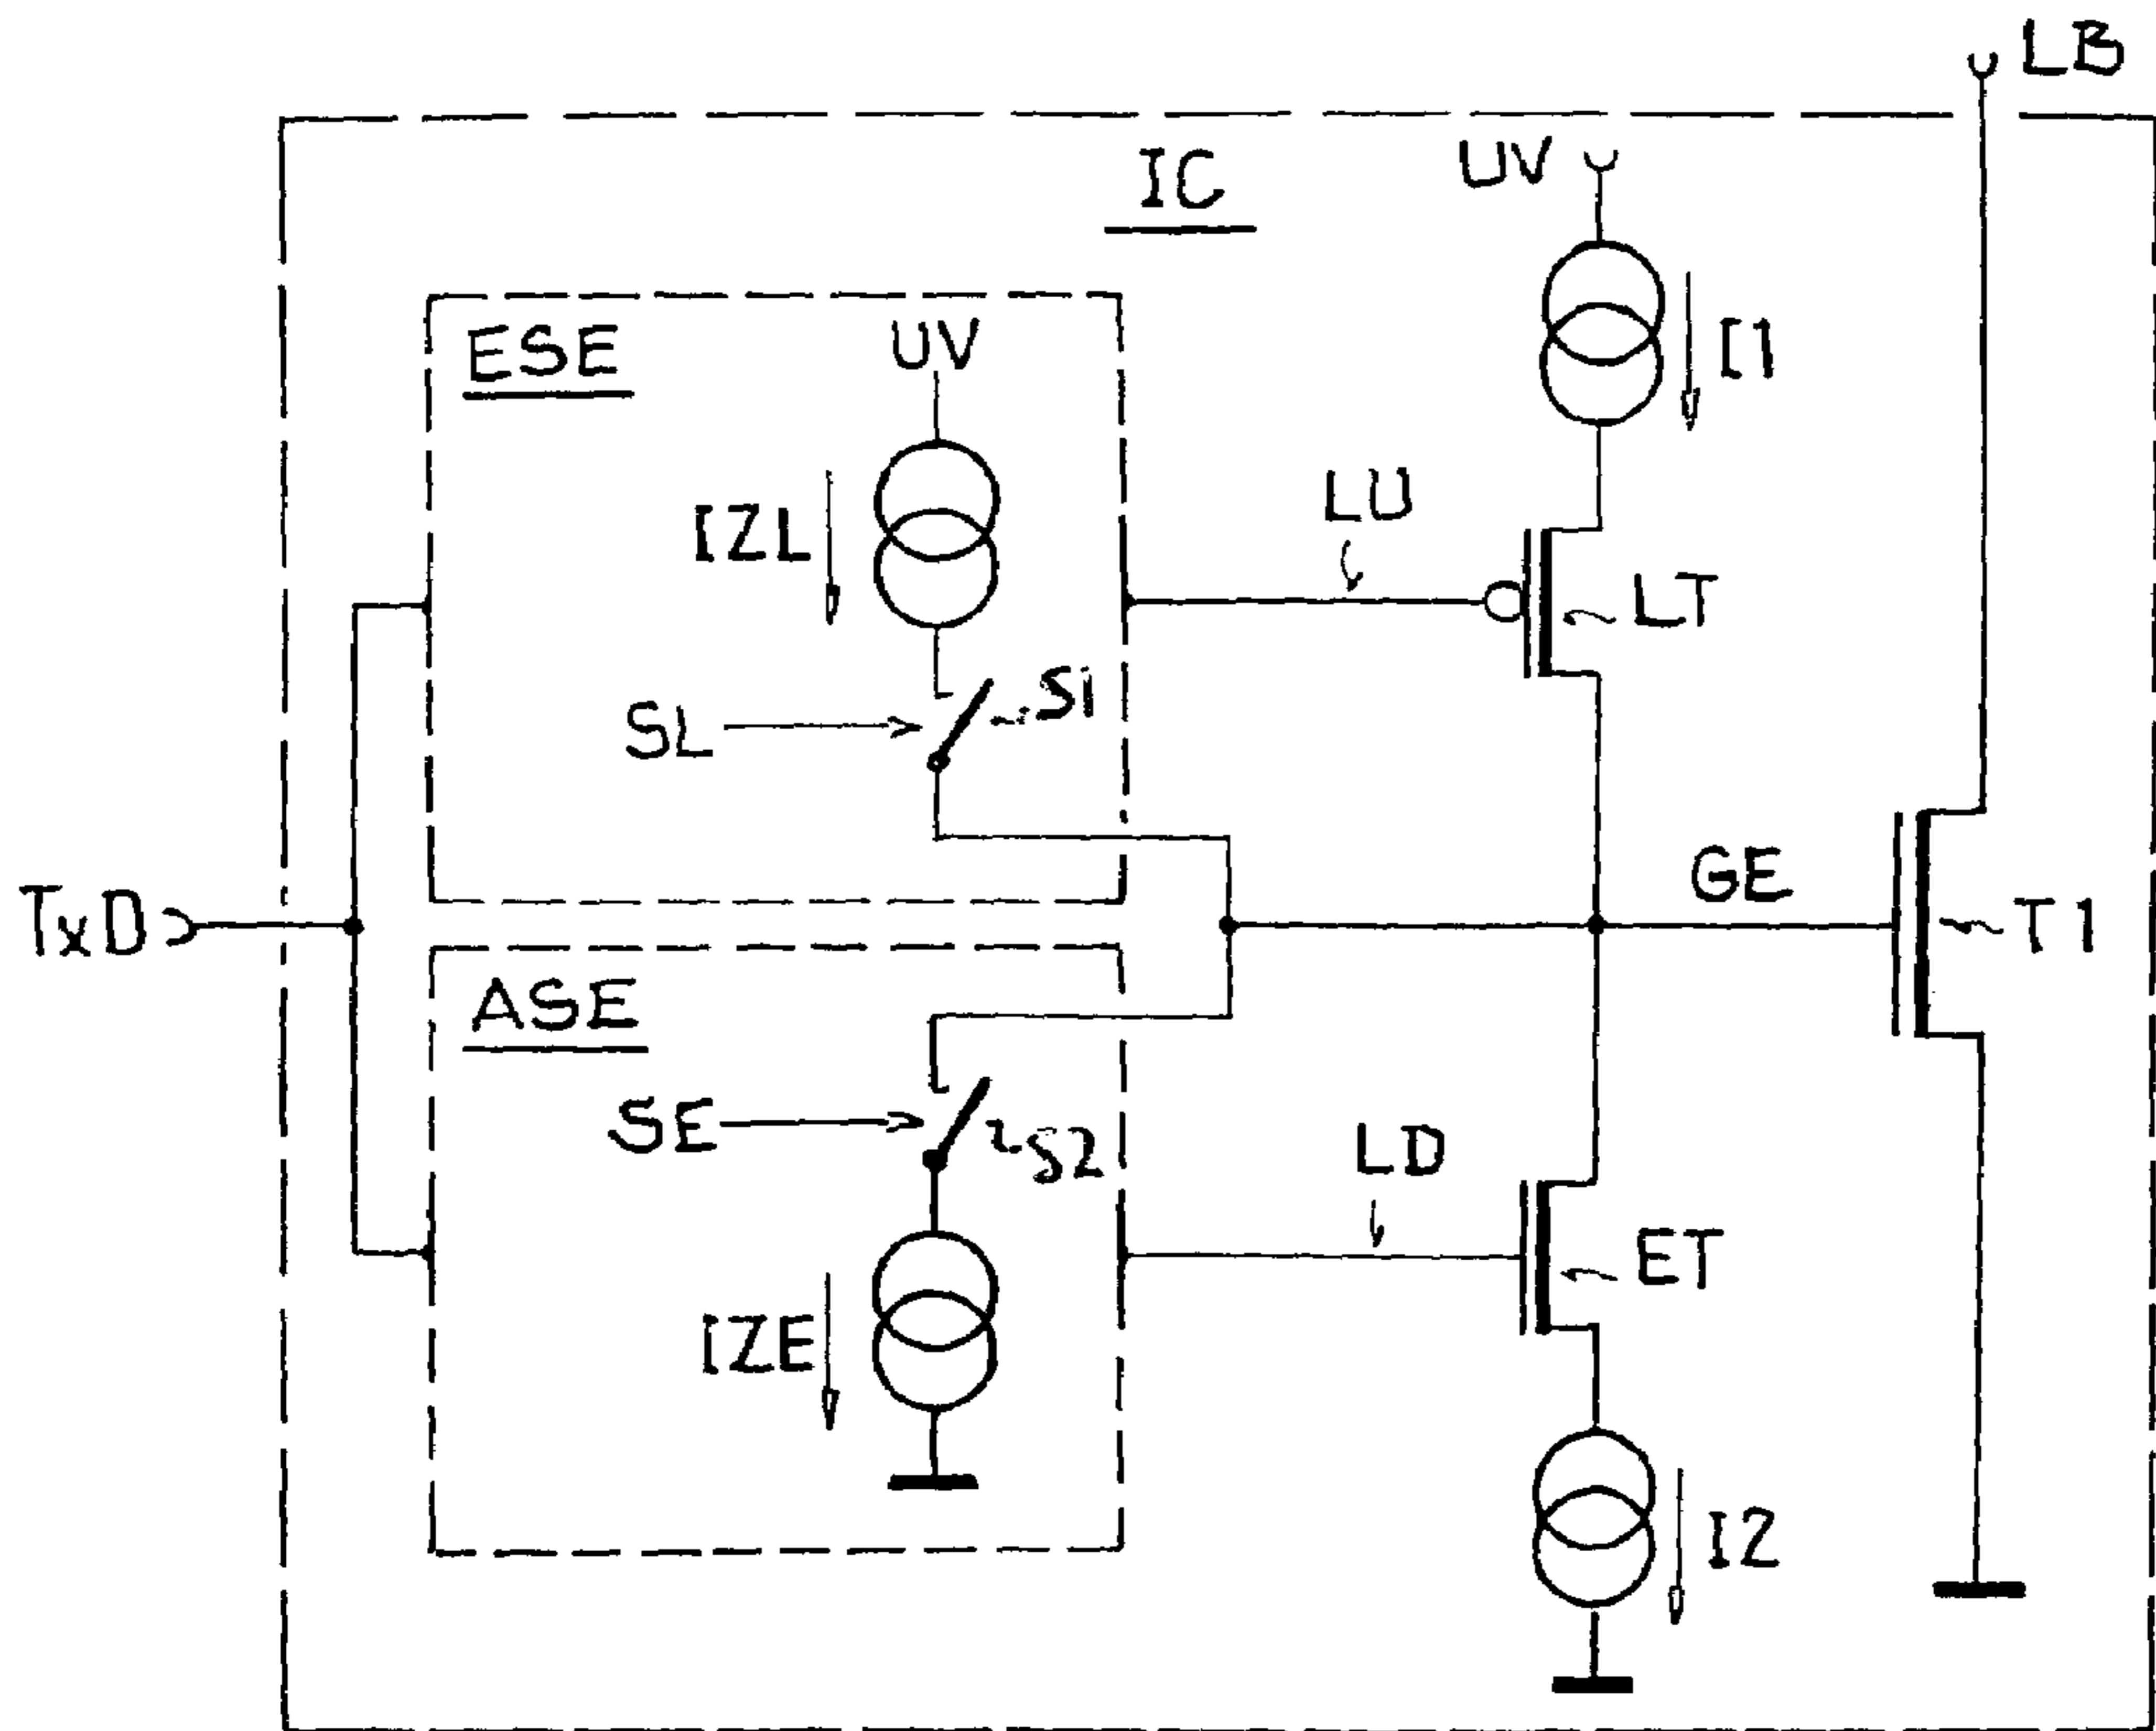 LB
IC
UV
ESE
UV
I1
IZL
LU
LT
SL
S1
GE
TxD
T1
ASE
SE
S2
LD
ET
IZE
I2